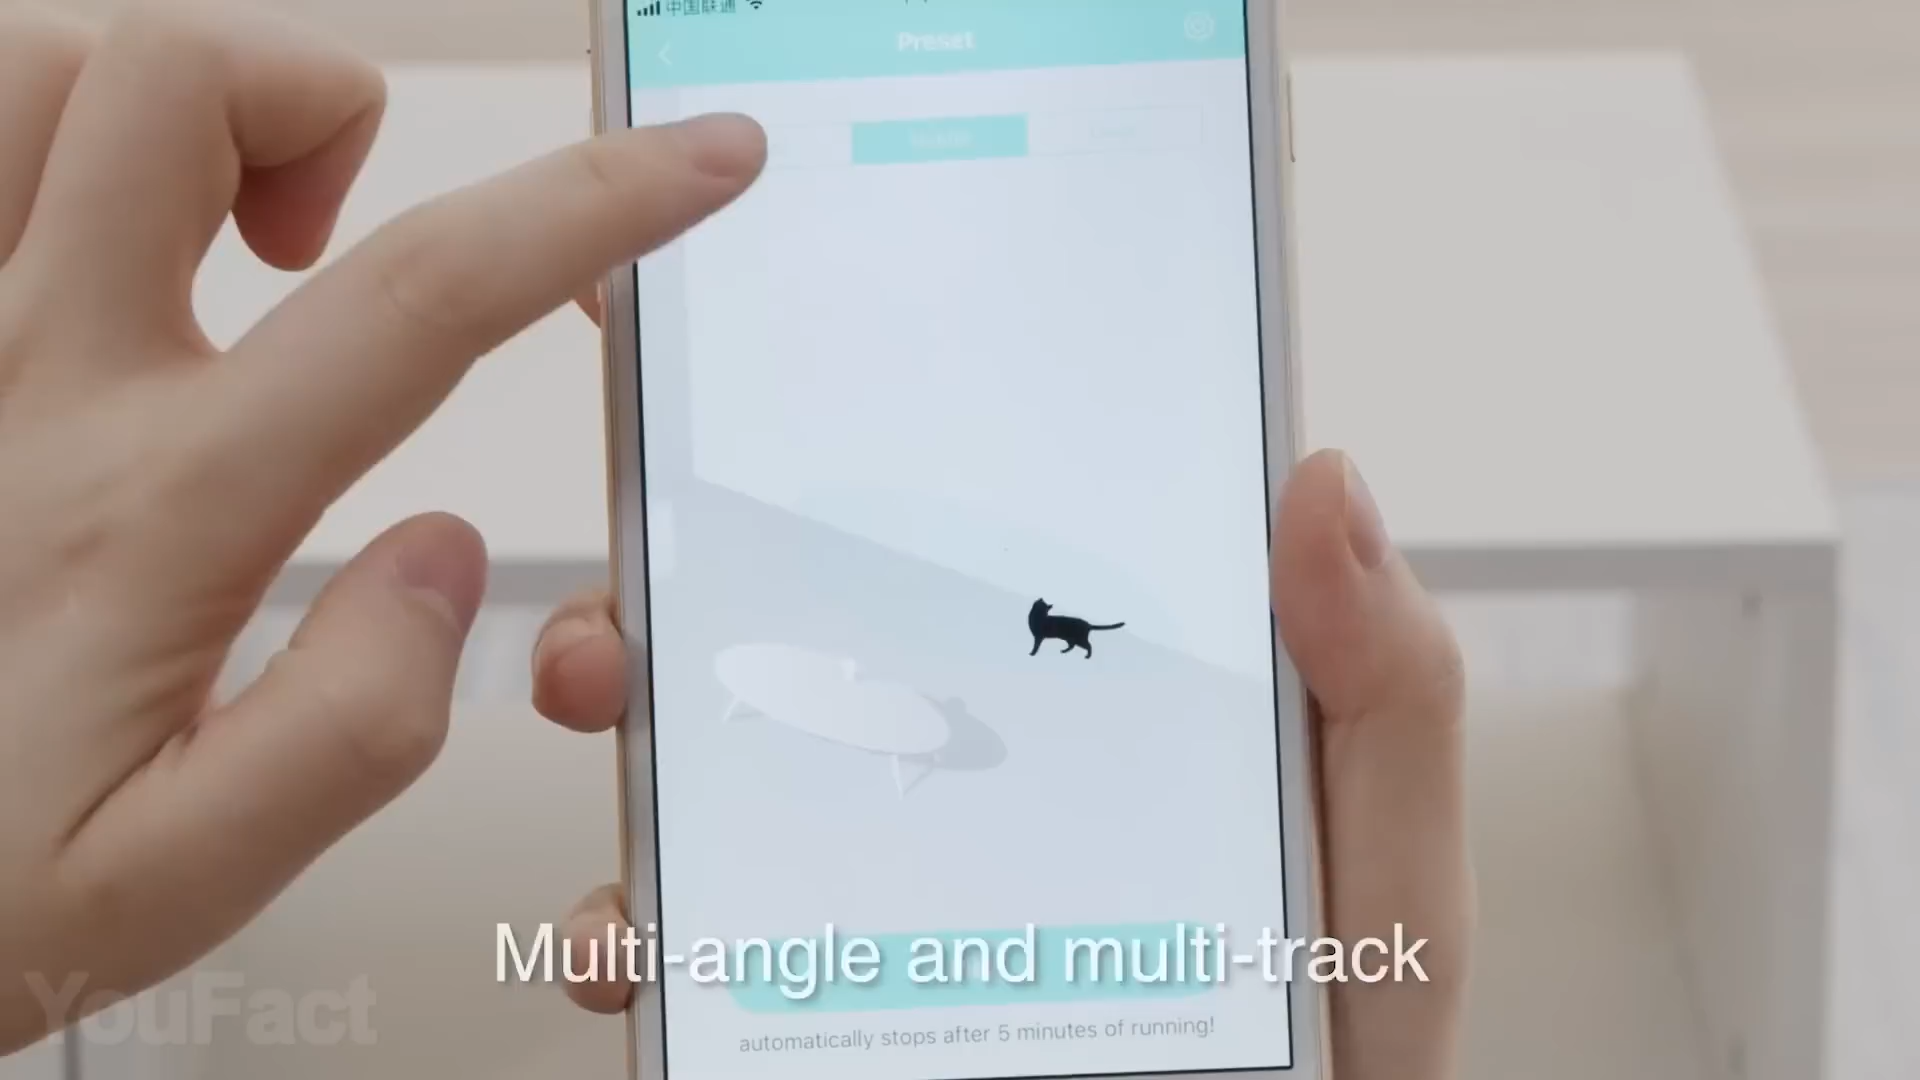 中国联通
Preset
Multi-angle and multi-track
automatically stops after 5 minutes of running!
YouFact